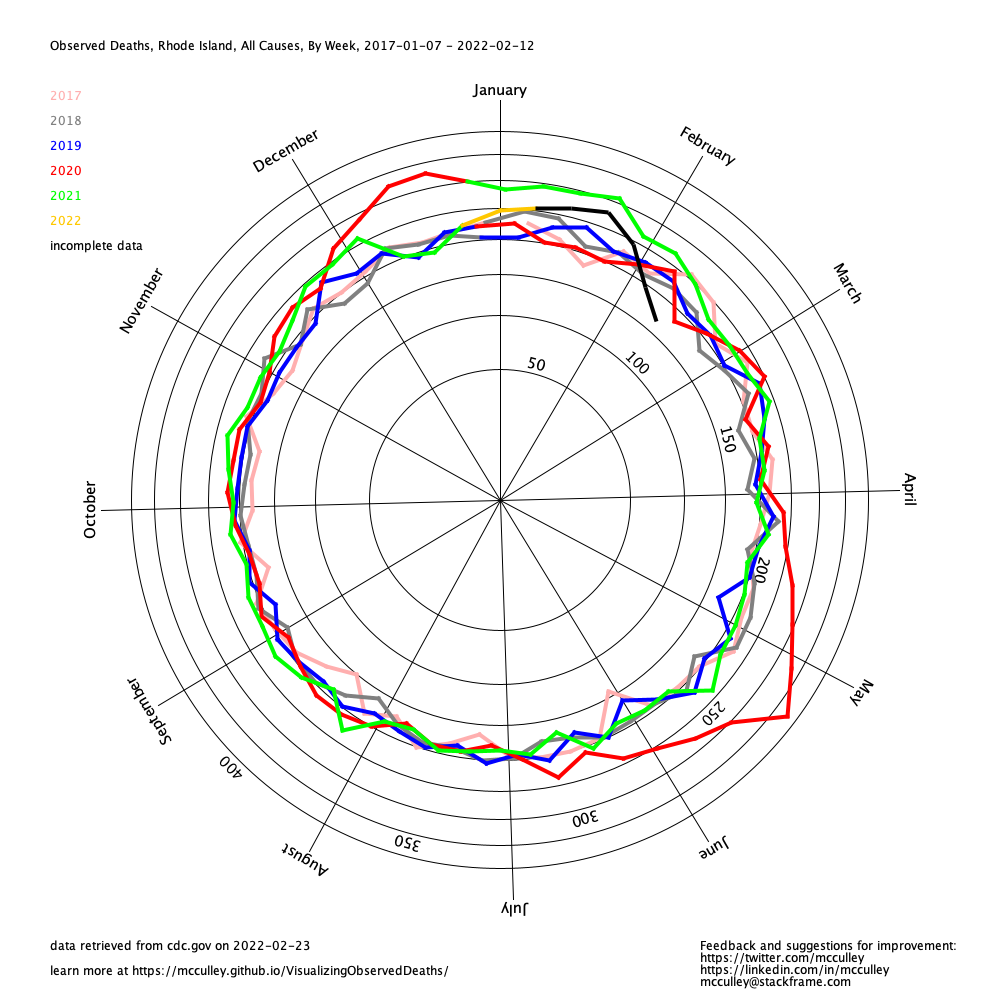 Observed Deaths, Rhode Island, All Causes, By Week, 2017-01-07 - 2022-02-12
January
2017
2018
2019
2020
2021
2022
incomplete data
December
February
November
March
50
100
150
October
April
200
September
May
250
400
300
350
August
June
July
data retrieved from cdc.gov on 2022-02-23
learn more at https://mcculley.github.io/VisualizingObservedDeaths/
Feedback and suggestions for improvement:
https://twitter.com/mcculley
https://linkedin.com/in/mcculley
mcculley@stackframe.com